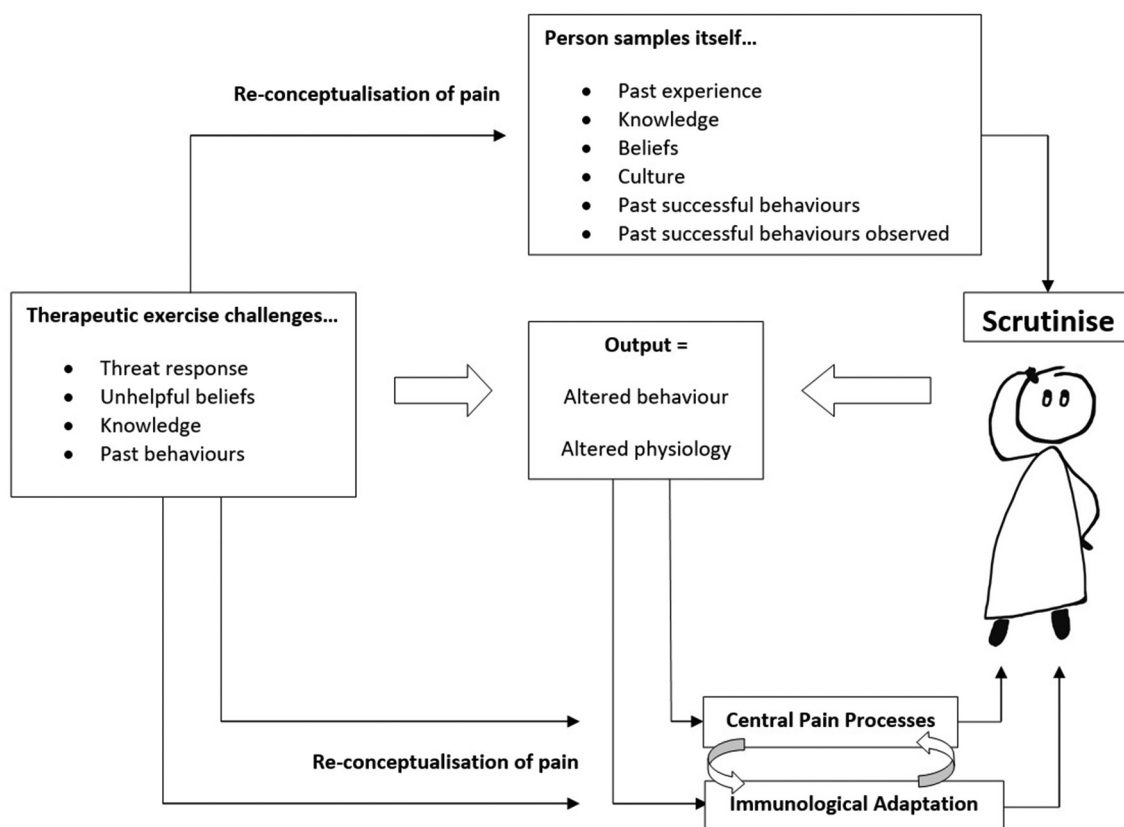 Person samples itself...
• Past experience
• Knowledge
• Beliefs
• Culture
• Past successful behaviours
• Past successful behaviours observed
Re-conceptualisation of pain
Therapeutic exercise challenges...
• Threat response
• Unhelpful beliefs
• Knowledge
• Past behaviours
Output =
Altered behaviour
Altered physiology
Scrutinise
Central Pain Processes
Re-conceptualisation of pain
Immunological Adaptation